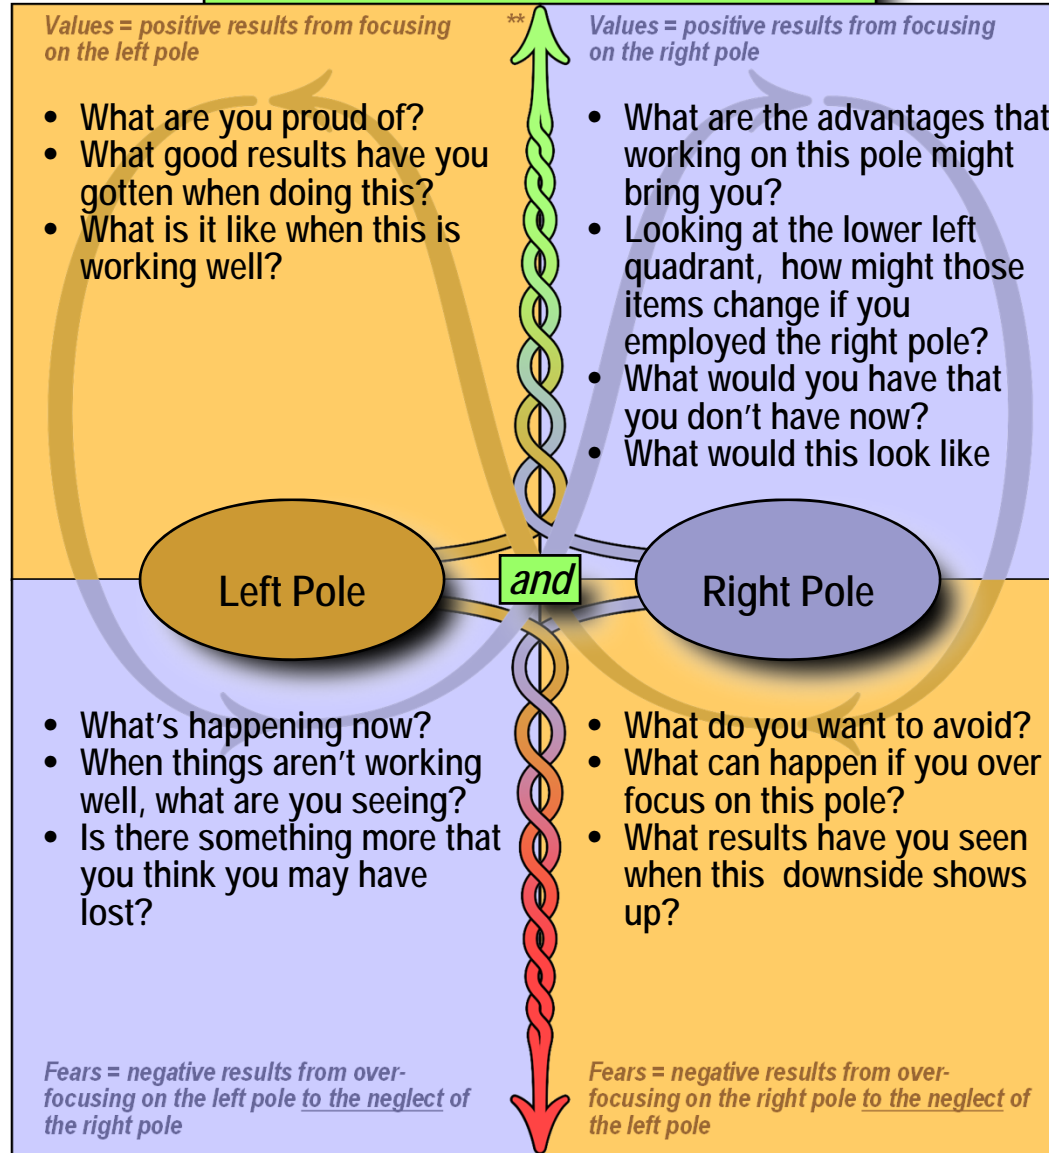 Values = positive results from focusing
on the left pole
**
Values = positive results from focusing
on the right pole
• What are you proud of?
• What good results have you
gotten when doing this?
• What is it like when this is
working well?
• What are the advantages that
working on this pole might
bring you?
• Looking at the lower left
quadrant, how might those
items change if you
employed the right pole?
• What would you have that
you don't have now?
• What would this look like
Left Pole
and
Right Pole
• What's happening now?
• When things aren't working
well, what are you seeing?
• Is there something more that
you think you may have
lost?
• What do you want to avoid?
• What can happen if you over
focus on this pole?
• What results have you seen
when this downside shows
up?
Fears = negative results from over-
focusing on the left pole to the neglect of
the right pole
Fears = negative results from over-
focusing on the right pole to the neglect of
the left pole